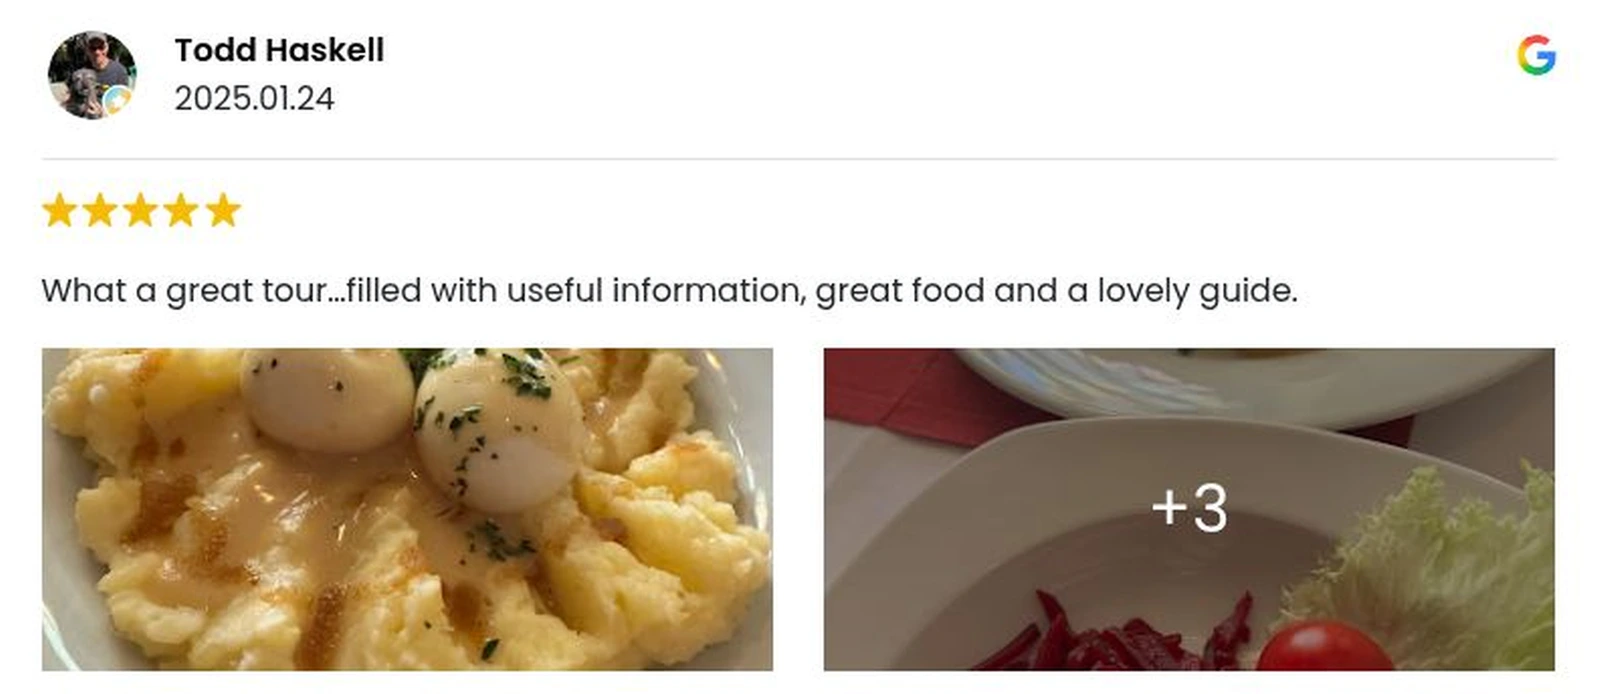 Todd Haskell
2025.01.24
What a great tour...filled with useful information, great food and a lovely guide.
+3